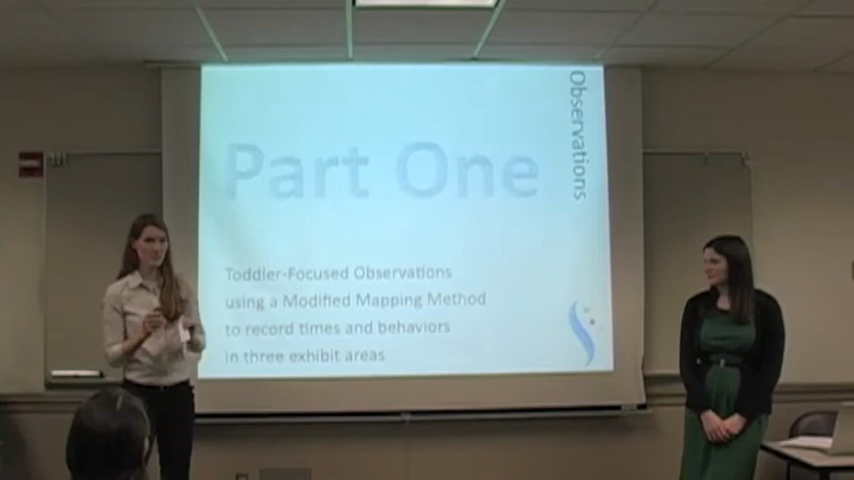 Observations
Part One
Toddler-Focused Observations
using a Modified Mapping Method
to record times and behaviors
in three exhibit areas